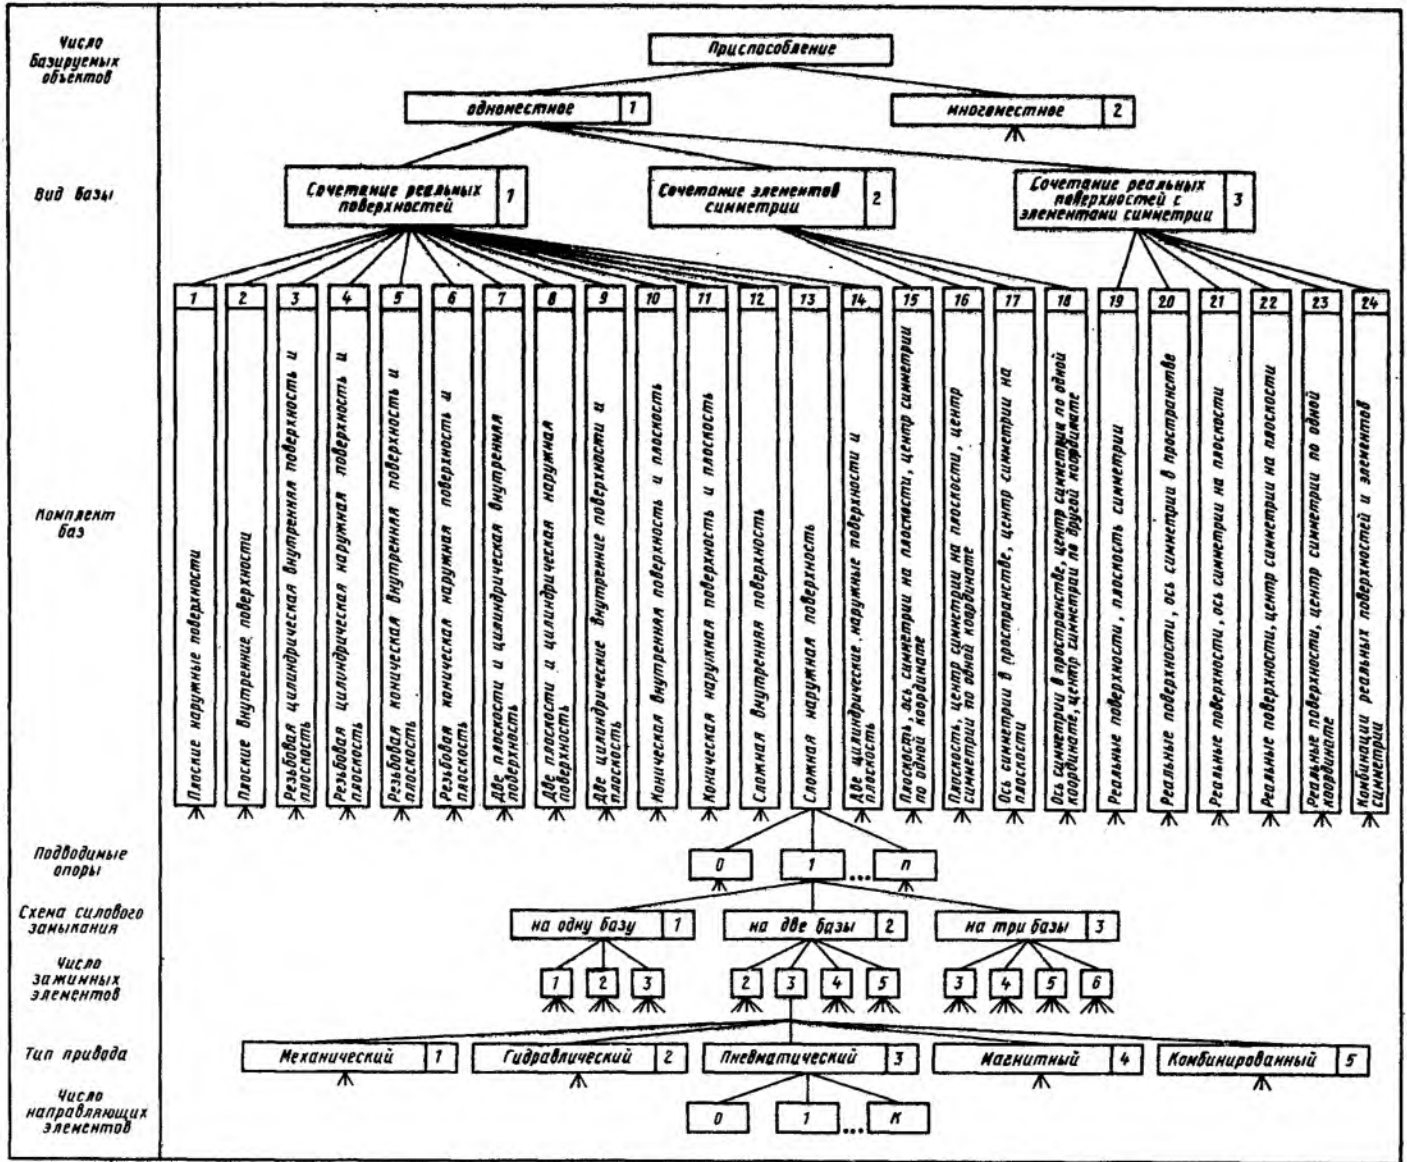 Число
базируемых
объектов
Приспособление
одноместное 1
многоместное 2
Вид базы
Сочетание реальных
поверхностей 1
Сочетание элементов
симметрии 2
Сочетание реальных
поверхностей с
элементами симметрии 3
Комплект
баз
1
Плоские наружные поверхности
2
Плоские внутренние поверхности
3
Резьбовая цилиндрическая внутренняя поверхность и
плоскость
4
Резьбовая цилиндрическая наружная поверхность и
плоскость
5
Резьбовая коническая внутренняя поверхность и
плоскость
6
Резьбовая коническая наружная поверхность и
плоскость
7
Две плоскости и цилиндрическая внутренняя
поверхность
8
Две плоскости и цилиндрическая наружная
поверхность
9
Две цилиндрические внутрение поверхности и
плоскость
10
Коническая внутренняя поверхность и плоскость
11
Коническая наружная поверхность и плоскость
12
Сложная внутренняя поверхность
13
Сложная наружная поверхность
14
Две цилиндрические наружные поверхности и
плоскость
15
Плоскость, ось симметрии на плоскости, центр симметрии
по одной координате
16
Плоскость, центр симметрии на плоскости, центр
симметрии по одной координате
17
Ось симметрии в пространстве, центр симметрии на
плоскости
18
Ось симметрии в пространстве, центр симметрии по одной
координате, центр симметрии по другой координате
19
Реальные поверхности, плоскость симметрии
20
Реальные поверхности, ось симметрии в пространстве
21
Реальные поверхности, ось симметрии на плоскости
22
Реальные поверхности, центр симметрии на плоскости
23
Реальные поверхности, центр симметрии по одной
координате
24
Комбинаци реальных поверхностей и элементов
симметрии
Подводимые
опоры
0 1 ... n
Схема силового
замыкания
на одну базу 1
на две базы 2
на три базы 3
Число
зажимных
элементов
1 2 3 2 3 4 5 3 4 5 6
Тип привода
Механический 1
Гидравлический 2
Пневматический 3
Магнитный 4
Комбинированный 5
Число
направляющих
элементов
0 1 ... К